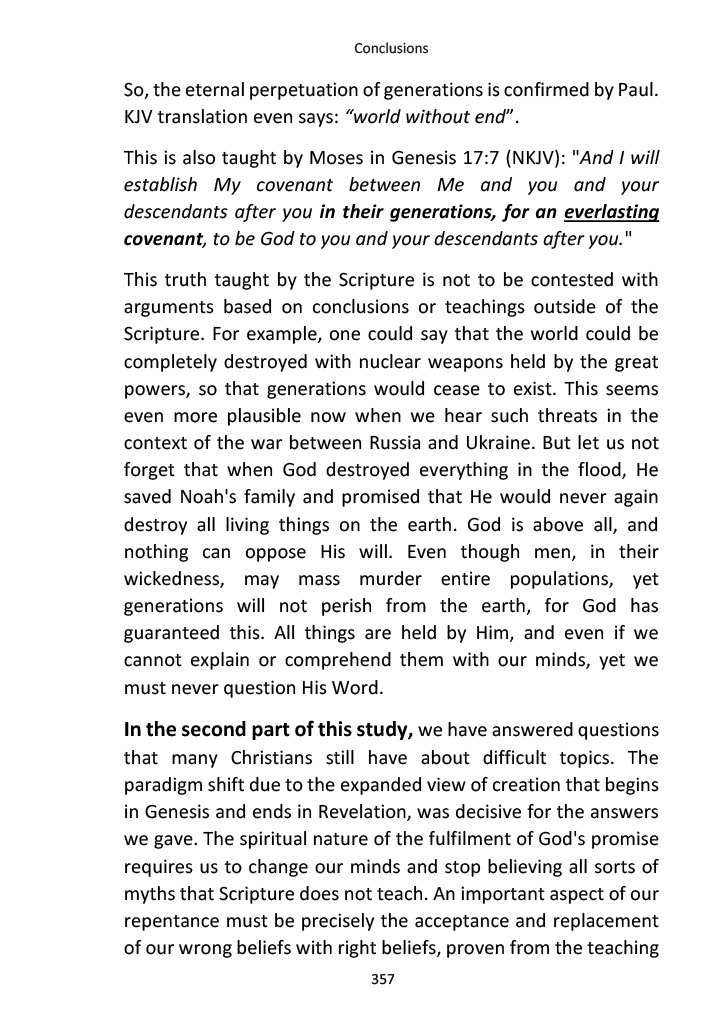 Conclusions
So, the eternal perpetuation of generations is confirmed by Paul.
KJV translation even says: “world without end”.
This is also taught by Moses in Genesis 17:7 (NKJV): "And I will
establish My covenant between Me and you and your
descendants after you in their generations, for an everlasting
covenant, to be God to you and your descendants after you."
This truth taught by the Scripture is not to be contested with
arguments based on conclusions or teachings outside of the
Scripture. For example, one could say that the world could be
completely destroyed with nuclear weapons held by the great
powers, so that generations would cease to exist. This seems
even more plausible now when we hear such threats in the
context of the war between Russia and Ukraine. But let us not
forget that when God destroyed everything in the flood, He
saved Noah's family and promised that He would never again
destroy all living things on the earth. God is above all, and
nothing can oppose His will. Even though men, in their
wickedness, may mass murder entire populations, yet
generations will not perish from the earth, for God has
guaranteed this. All things are held by Him, and even if we
cannot explain or comprehend them with our minds, yet we
must never question His Word.
In the second part of this study, we have answered questions
that many Christians still have about difficult topics. The
paradigm shift due to the expanded view of creation that begins
in Genesis and ends in Revelation, was decisive for the answers
we gave. The spiritual nature of the fulfilment of God's promise
requires us to change our minds and stop believing all sorts of
myths that Scripture does not teach. An important aspect of our
repentance must be precisely the acceptance and replacement
of our wrong beliefs with right beliefs, proven from the teaching
357